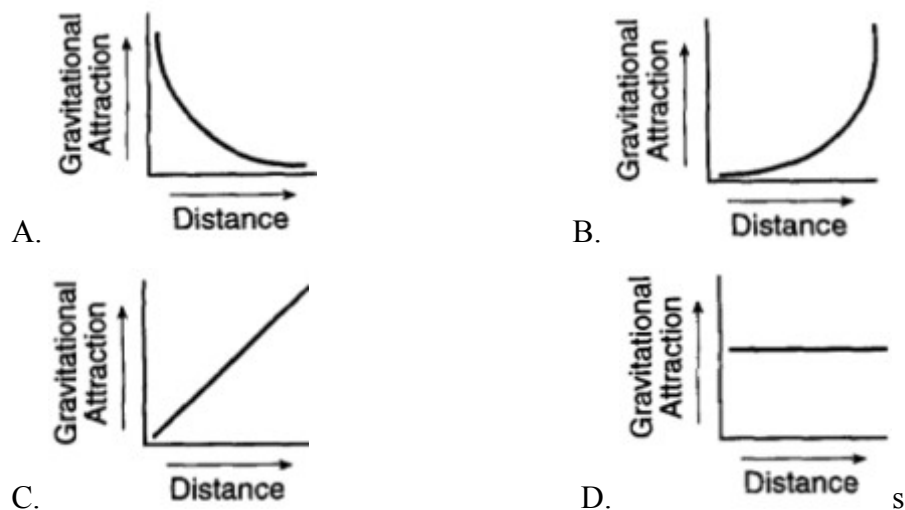 Gravitational
Attraction
Distance
A.
Gravitational
Attraction
Distance
B.
Gravitational
Attraction
Distance
C.
Gravitational
Attraction
Distance
D.
s